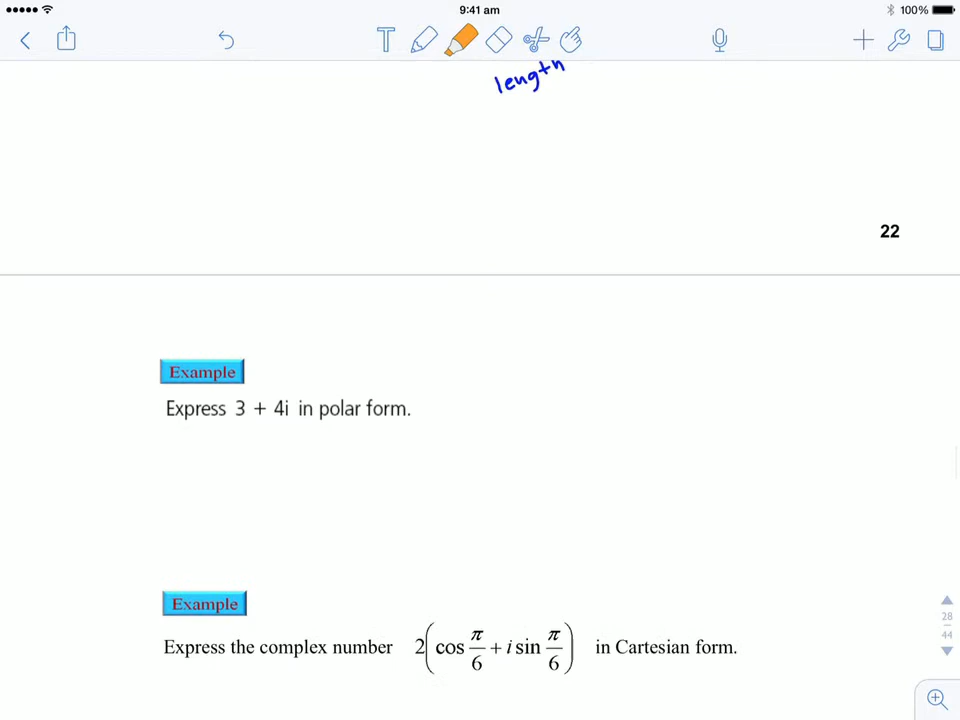 9:41 am
100%
T
length
22
Example
Express 3 + 4i in polar form.
Example
Express the complex number 2(cos π/6 + i sin π/6) in Cartesian form.
28
44